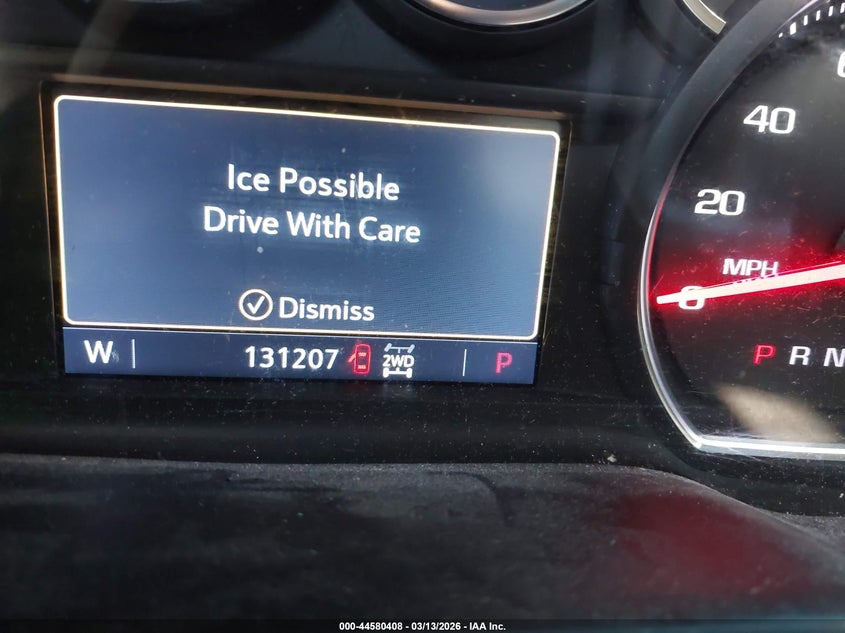 Ice Possible
Drive With Care
Dismiss
W 131207 2WD P
40
20
MPH
0
P R N
000-44580408 - 03/13/2026 - IAA Inc.